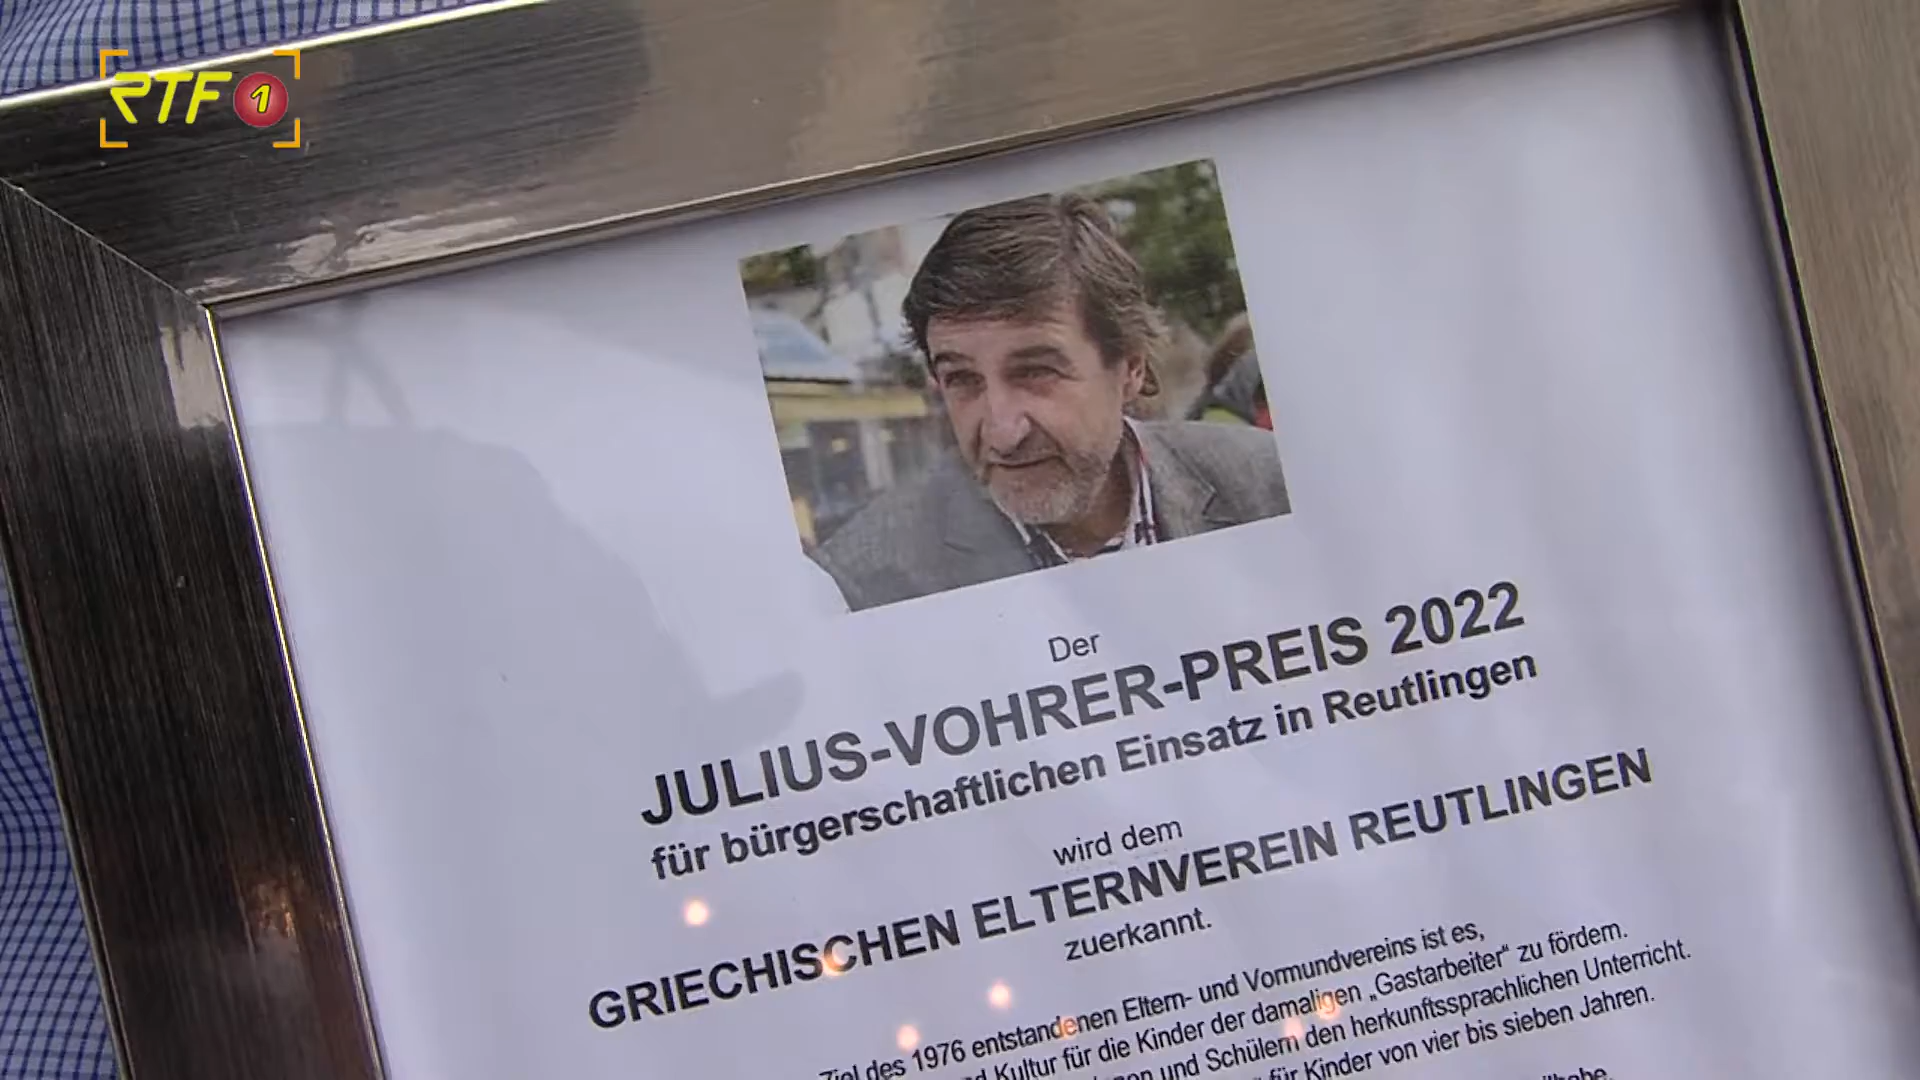 RTF 1
Der
JULIUS-VOHRER-PREIS 2022
für bürgerschaftlichen Einsatz in Reutlingen
wird dem
GRIECHISCHEN ELTERNVEREIN REUTLINGEN
zuerkannt.
Ziel des 1976 entstandenen Eltern- und Vormundvereins ist es,
Kultur für die Kinder der damaligen „Gastarbeiter“ zu fördern.
und Schülern den herkunftssprachlichen Unterricht.
für Kinder von vier bis sieben Jahren.